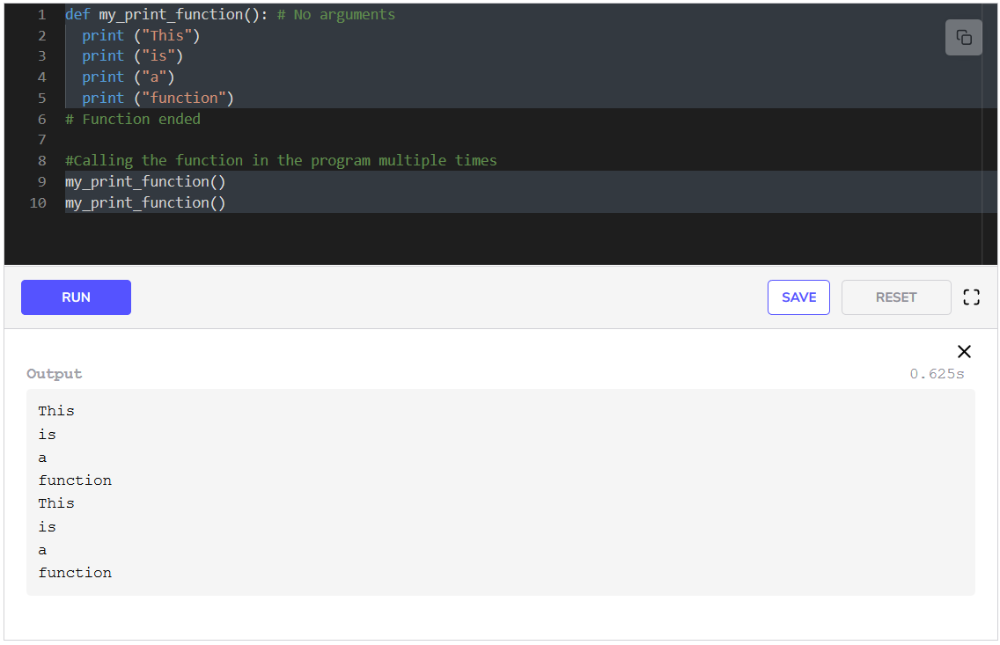 1 def my_print_function(): # No arguments
2   print ("This")
3   print ("is")
4   print ("a")
5   print ("function")
6 # Function ended
7
8 #Calling the function in the program multiple times
9 my_print_function()
10 my_print_function()
RUN SAVE RESET
Output 0.625s
This
is
a
function
This
is
a
function